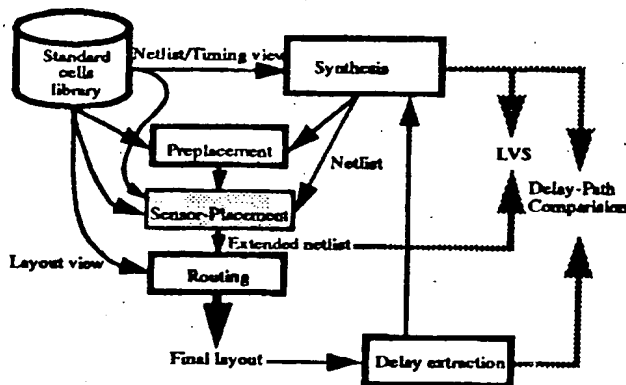 Standard
cells
library
Netlist/Timing view
Synthesis
Preplacement
Netlist
LVS
Sensor-Placement
Delay-Path
Comparision
Extended netlist
Layout view
Routing
Final layout
Delay extraction